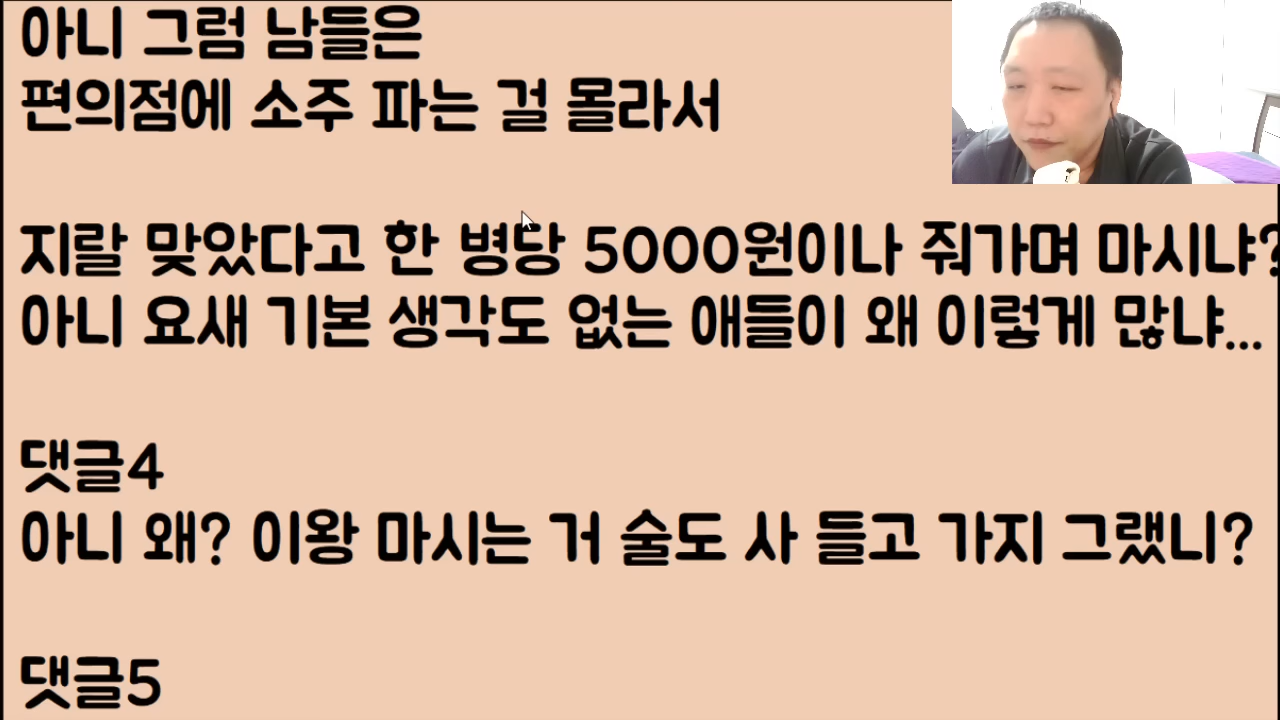 아니 그럼 남들은
편의점에 소주 파는 걸 몰라서
지랄 맞았다고 한 병당 5000원이나 줘가며 마시냐?
아니 요새 기본 생각도 없는 애들이 왜 이렇게 많냐...
댓글4
아니 왜? 이왕 마시는 거 술도 사 들고 가지 그랬니?
댓글5